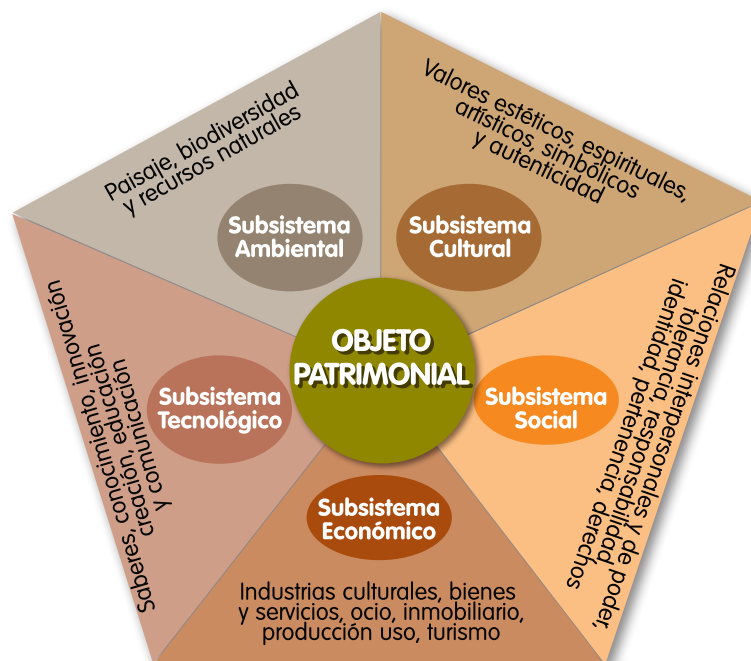 Paisaje, biodiversidad
y recursos naturales
Valores estéticos, espirituales,
artísticos, simbólicos
y autenticidad
Subsistema
Ambiental
Subsistema
Cultural
OBJETO
PATRIMONIAL
Saberes, conocimiento, innovación
creación, educación
y comunicación
Subsistema
Tecnológico
Subsistema
Social
Relaciones interpersonales y de poder,
tolerancia, responsabilidad,
identidad, pertenencia, derechos
Subsistema
Económico
Industrias culturales, bienes
y servicios, ocio, inmobiliario,
producción uso, turismo